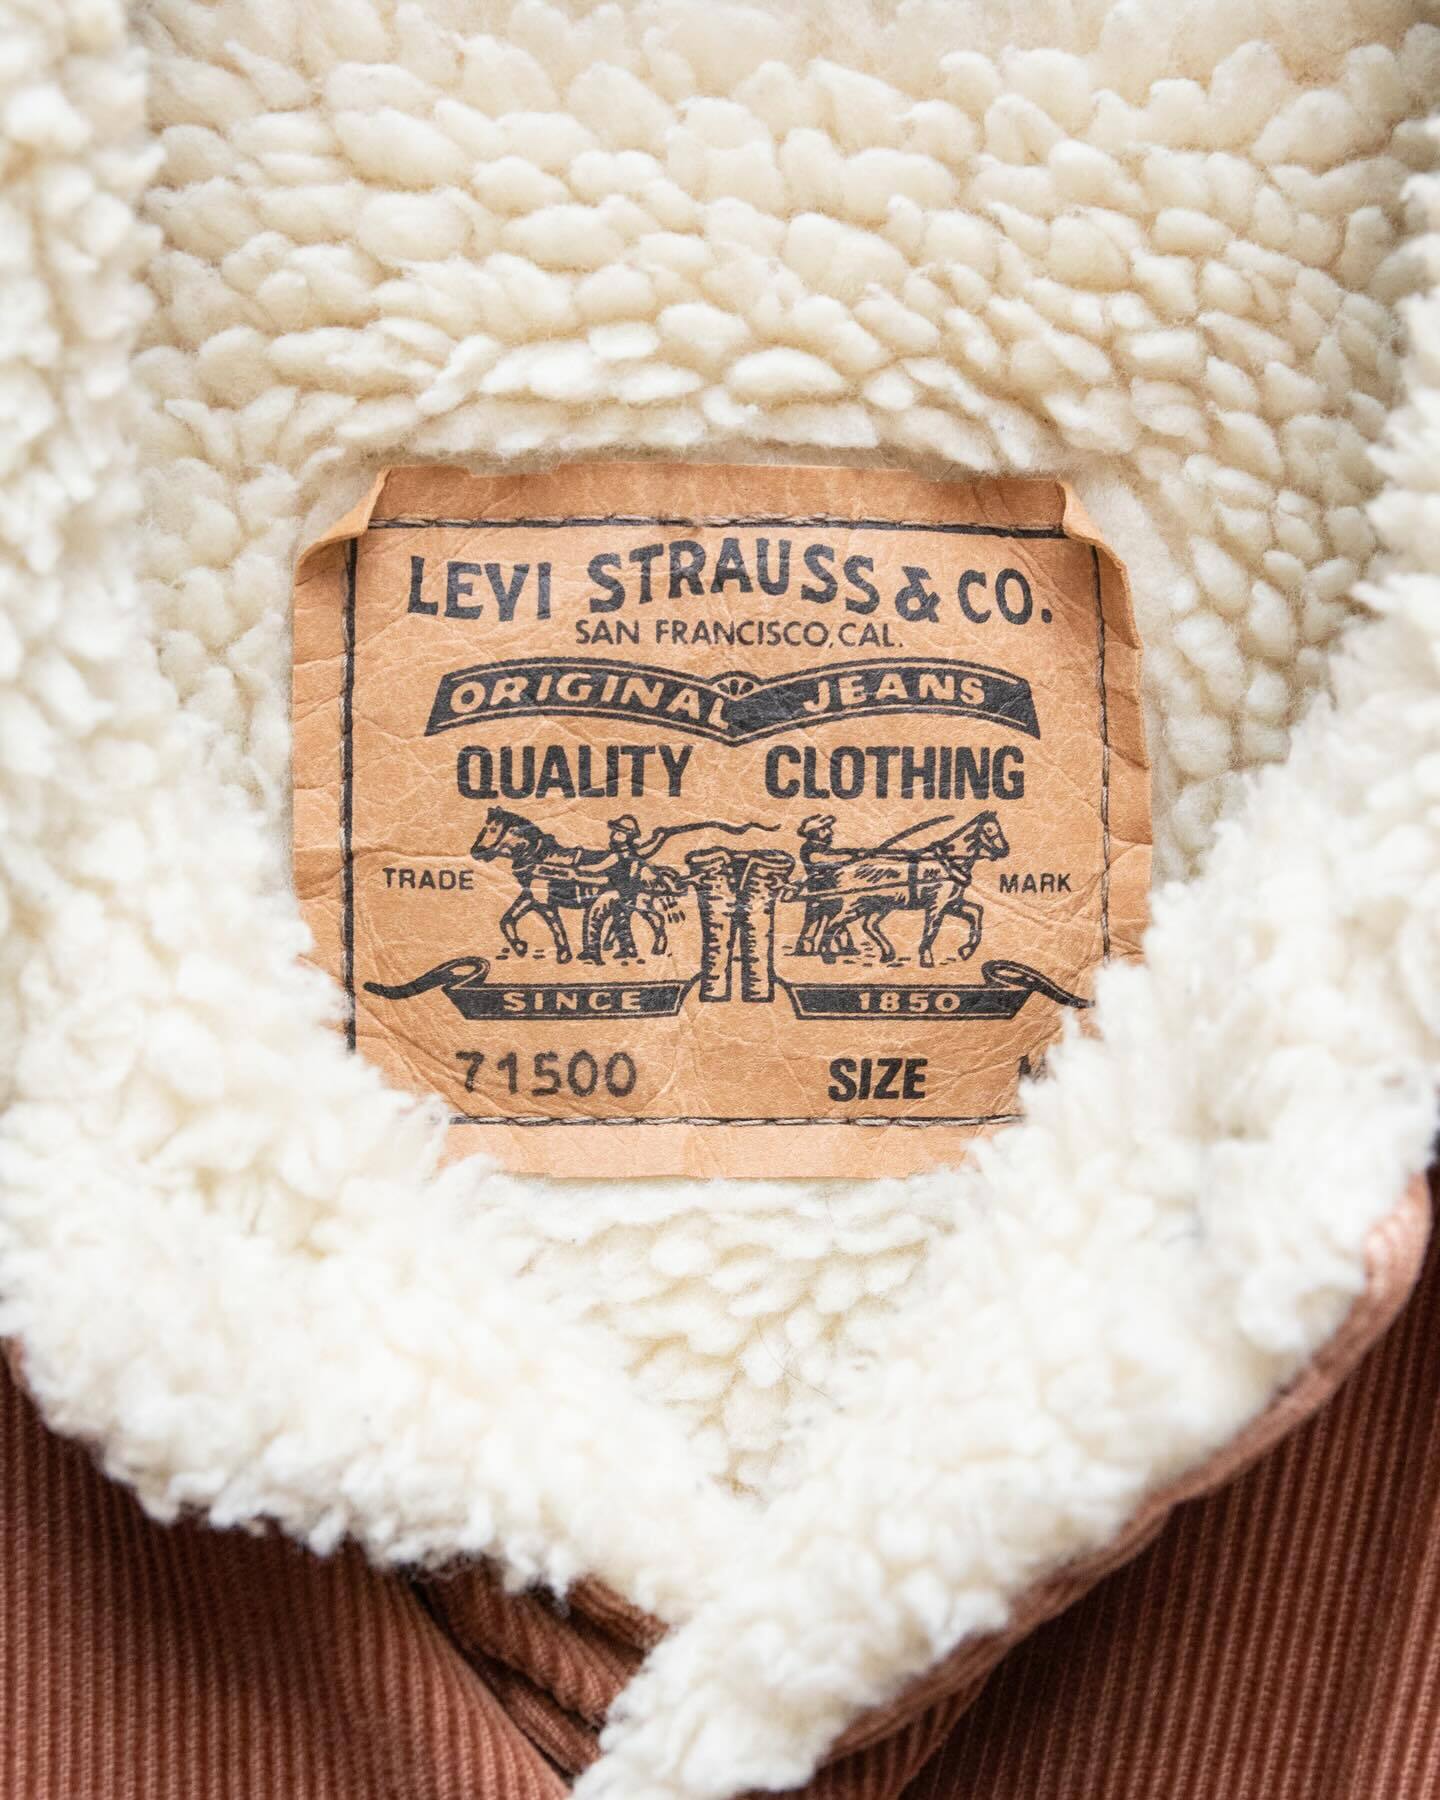 LEVI STRAUSS & CO.
SAN FRANCISCO, CAL.
ORIGINAL JEANS
QUALITY CLOTHING
TRADE MARK
SINCE 1850
71500 SIZE